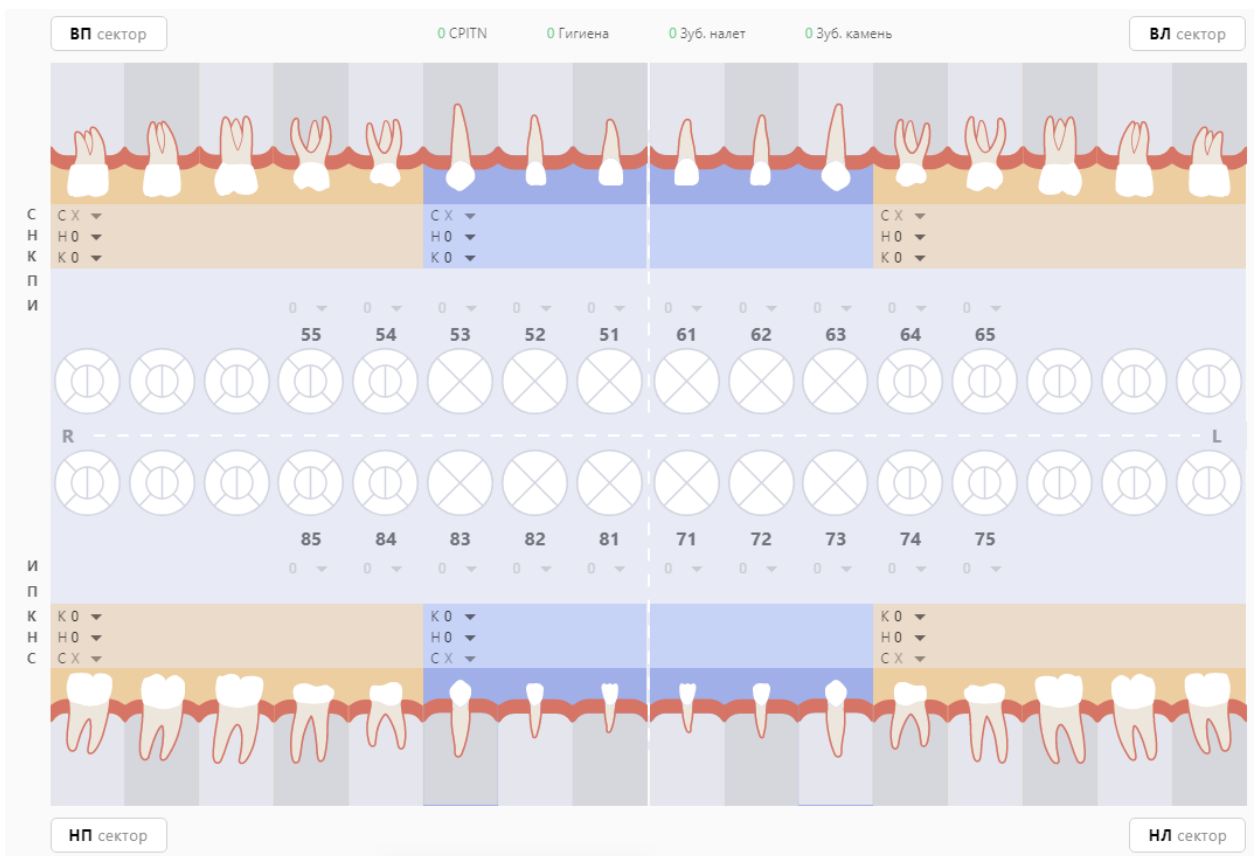 ВП сектор 0 CPITN 0 Гигиена 0 Зуб. налет 0 Зуб. камень ВЛ сектор
С С X С X С X
Н Н 0 Н 0 Н 0
К К 0 К 0 К 0
П
И 0 0 0 0 0 0 0 0 0 0
55 54 53 52 51 61 62 63 64 65
R L
85 84 83 82 81 71 72 73 74 75
И 0 0 0 0 0 0 0 0 0 0
П
К К 0 К 0 К 0
Н Н 0 Н 0 Н 0
С С X С X С X
НП сектор НЛ сектор